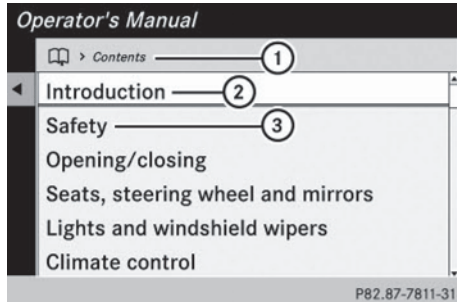 Operator's Manual
> Contents 1
Introduction 2
Safety 3
Opening/closing
Seats, steering wheel and mirrors
Lights and windshield wipers
Climate control
P82.87-7811-31